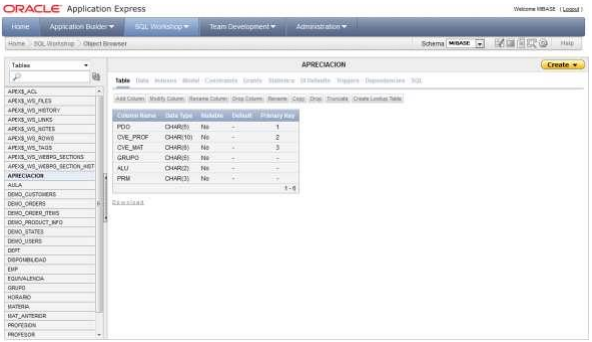 ORACLE Application Express
Welcome MIBASE (Logout)
Home Application Builder SQL Workshop Team Development Administration
Home SQL Workshop Object Browser
Schema MIBASE Help
Tables
APEX$_ACL
APEX$_WS_FILES
APEX$_WS_HISTORY
APEX$_WS_LINKS
APEX$_WS_NOTES
APEX$_WS_ROWS
APEX$_WS_TAGS
APEX$_WS_WEBPG_SECTIONS
APEX$_WS_WEBPG_SECTION_HIST
APRECIACION
AULA
DEMO_CUSTOMERS
DEMO_ORDERS
DEMO_ORDER_ITEMS
DEMO_PRODUCT_INFO
DEMO_STATES
DEMO_USERS
DEPT
DISPONIBILIDAD
EMP
EQUIVALENCIA
GRUPO
HORARIO
MATERIA
MAT_ANTERIOR
PROFESION
PROFESOR
APRECIACION
Create
Table Data Indexes Model Constraints Grants Statistics UI Defaults Triggers Dependencies SQL
Add Column Modify Column Rename Column Drop Column Rename Copy Drop Truncate Create Lookup Table
Column Name Data Type Nullable Default Primary Key
PDO CHAR(5) No - 1
CVE_PROF CHAR(10) No - 2
CVE_MAT CHAR(6) No - 3
GRUPO No - -
ALU CHAR(2) No - -
PRM CHAR(3) No - -
1 - 6
Download